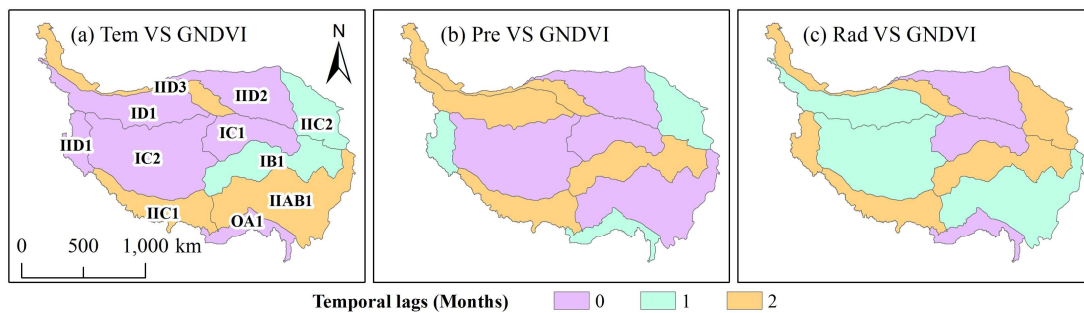 (a) Tem VS GNDVI
N
(b) Pre VS GNDVI
(c) Rad VS GNDVI
IID3
IID2
ID1
IIC2
IC1
IID1
IC2
IB1
IIAB1
IIC1
OA1
0 500 1,000 km
Temporal lags (Months) 0 1 2